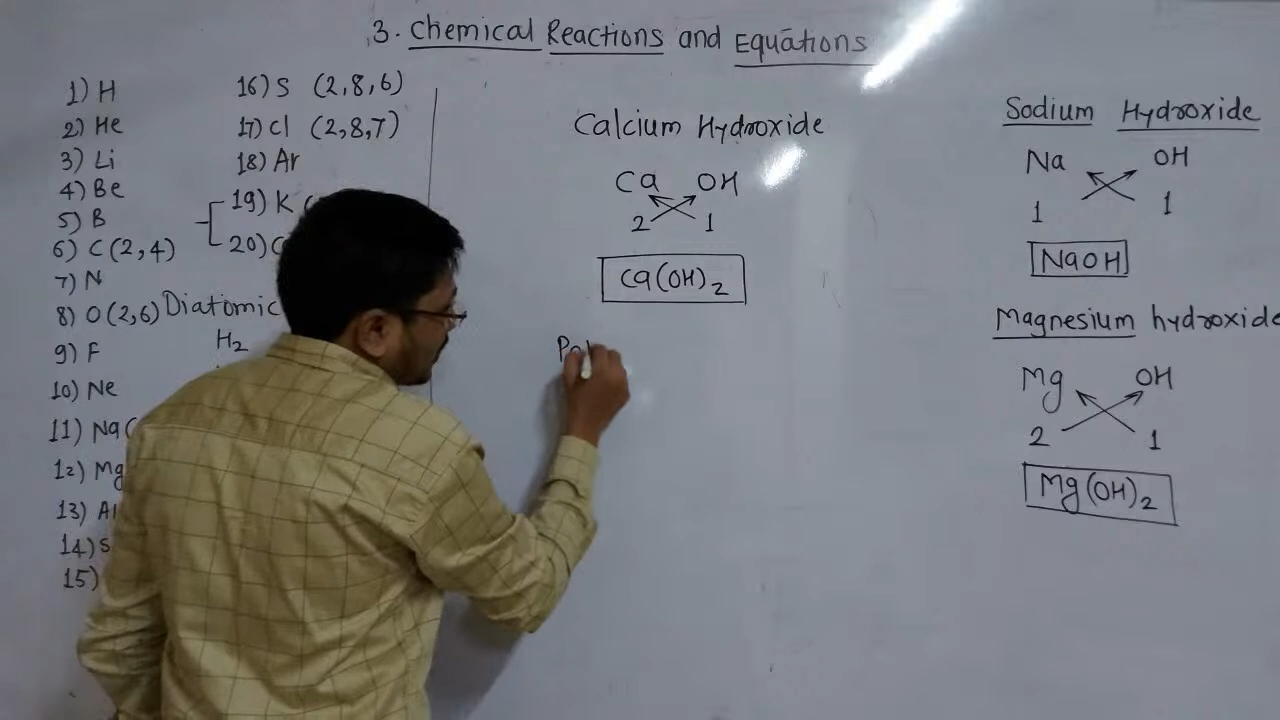 3. Chemical Reactions and Equations
1) H
2) He
3) Li
4) Be
5) B
6) C (2,4)
7) N
8) O (2,6)
9) F
10) Ne
11) Na (
12) Mg
13) Al
14) S
15)
16) S (2,8,6)
17) Cl (2,8,7)
18) Ar
19) K (
20) C
Diatomic
H₂
Calcium Hydroxide
Ca OH
2 1
Ca(OH)₂
Sodium Hydroxide
Na OH
1 1
NaOH
Magnesium hydroxide
Mg OH
2 1
Mg(OH)₂